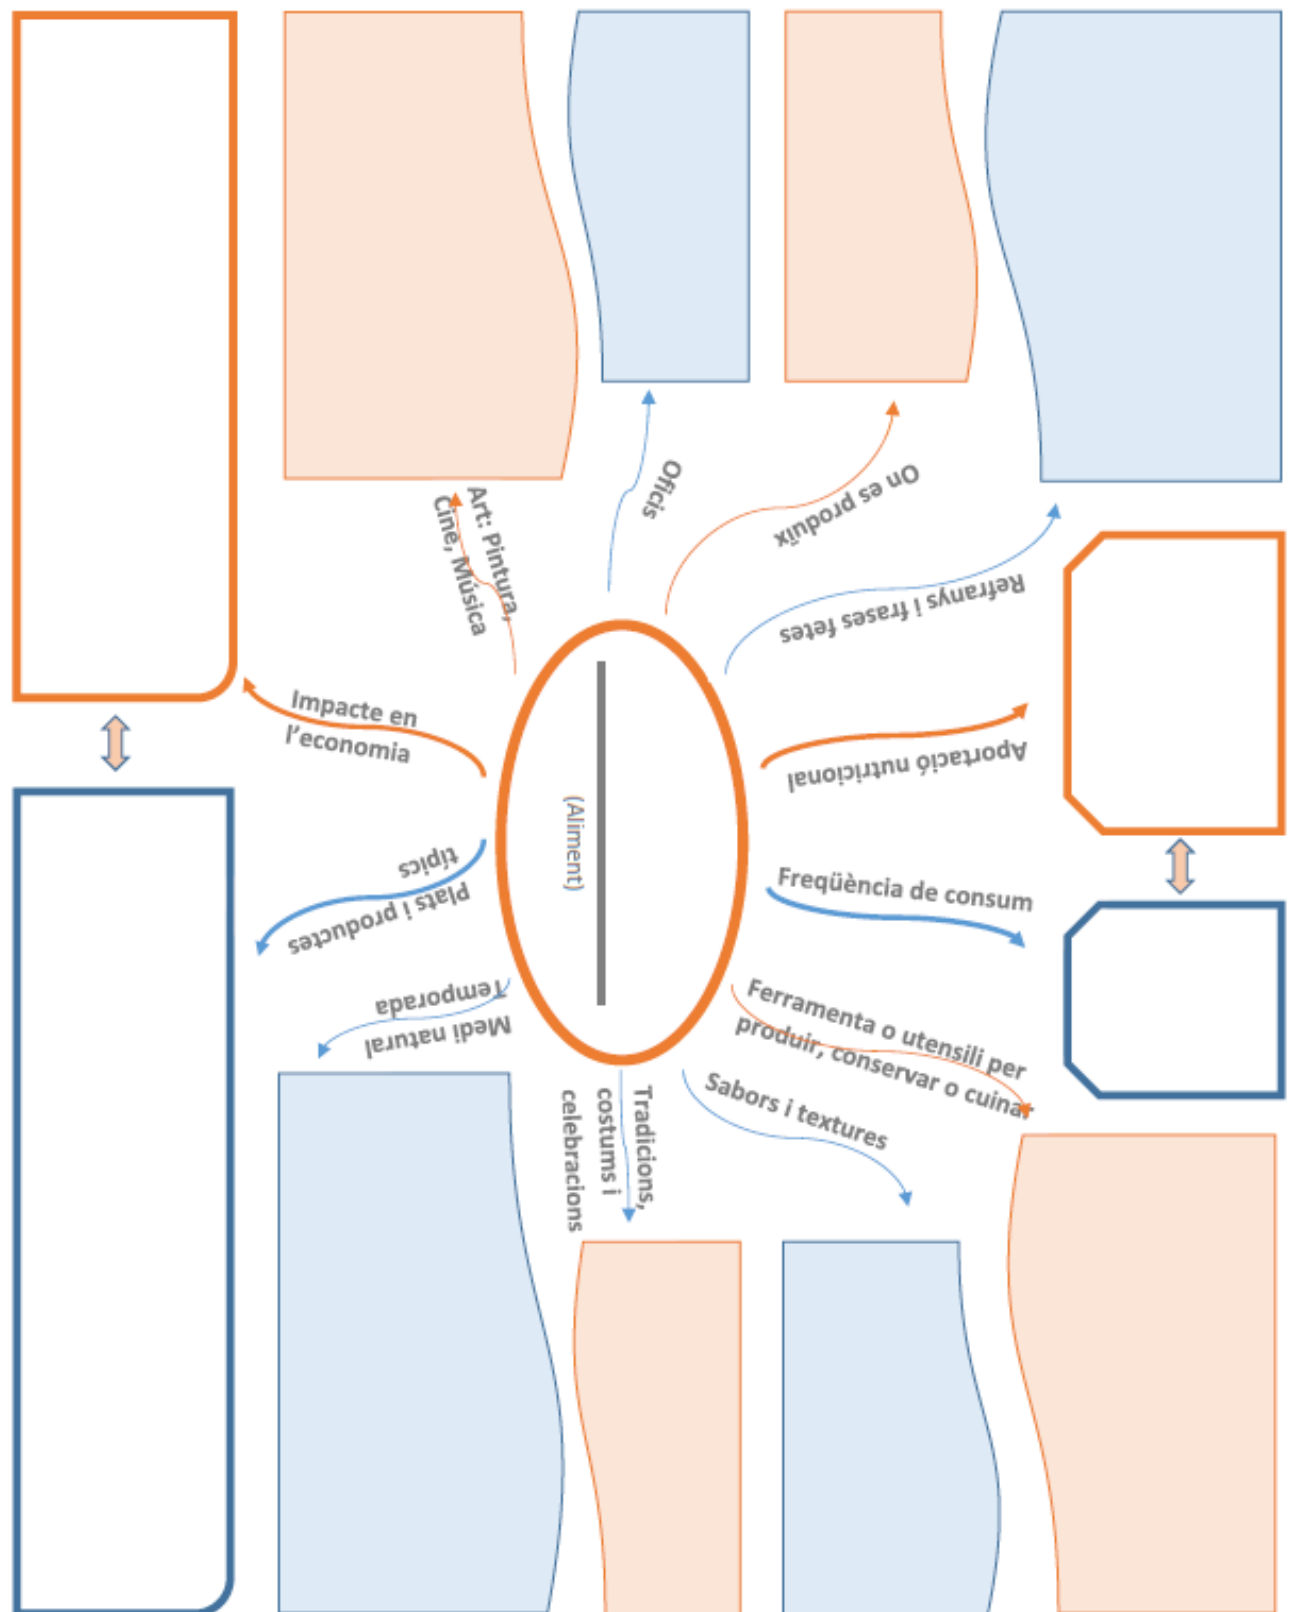 Art: Pintura,
Cine, Música
Oficis
On es produïx
Refranys i frases fetes
Impacte en
l'economia
Aportació nutricional
(Aliment)
Plats i productes
típics
Freqüència de consum
Temporada
Medi natural
Ferramenta o utensili per
produir, conservar o cuinar
Tradicions,
costums i
celebracions
Sabors i textures